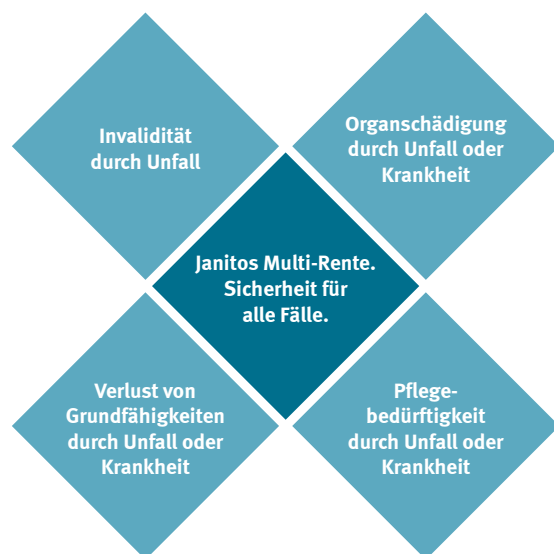 Invalidität
durch Unfall
Organschädigung
durch Unfall oder
Krankheit
Janitos Multi-Rente.
Sicherheit für
alle Fälle.
Verlust von
Grundfähigkeiten
durch Unfall oder
Krankheit
Pflege-
bedürftigkeit
durch Unfall oder
Krankheit